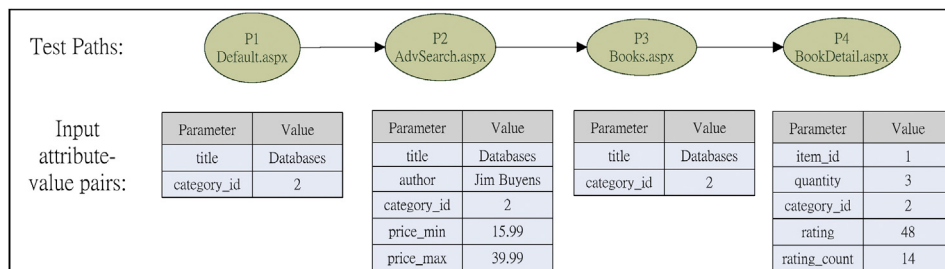 Test Paths:
P1
Default.aspx
P2
AdvSearch.aspx
P3
Books.aspx
P4
BookDetail.aspx
Input
attribute-
value pairs:
Parameter Value
title Databases
category_id 2
Parameter Value
title Databases
author Jim Buyens
category_id 2
price_min 15.99
price_max 39.99
Parameter Value
title Databases
category_id 2
Parameter Value
item_id 1
quantity 3
category_id 2
rating 48
rating_count 14